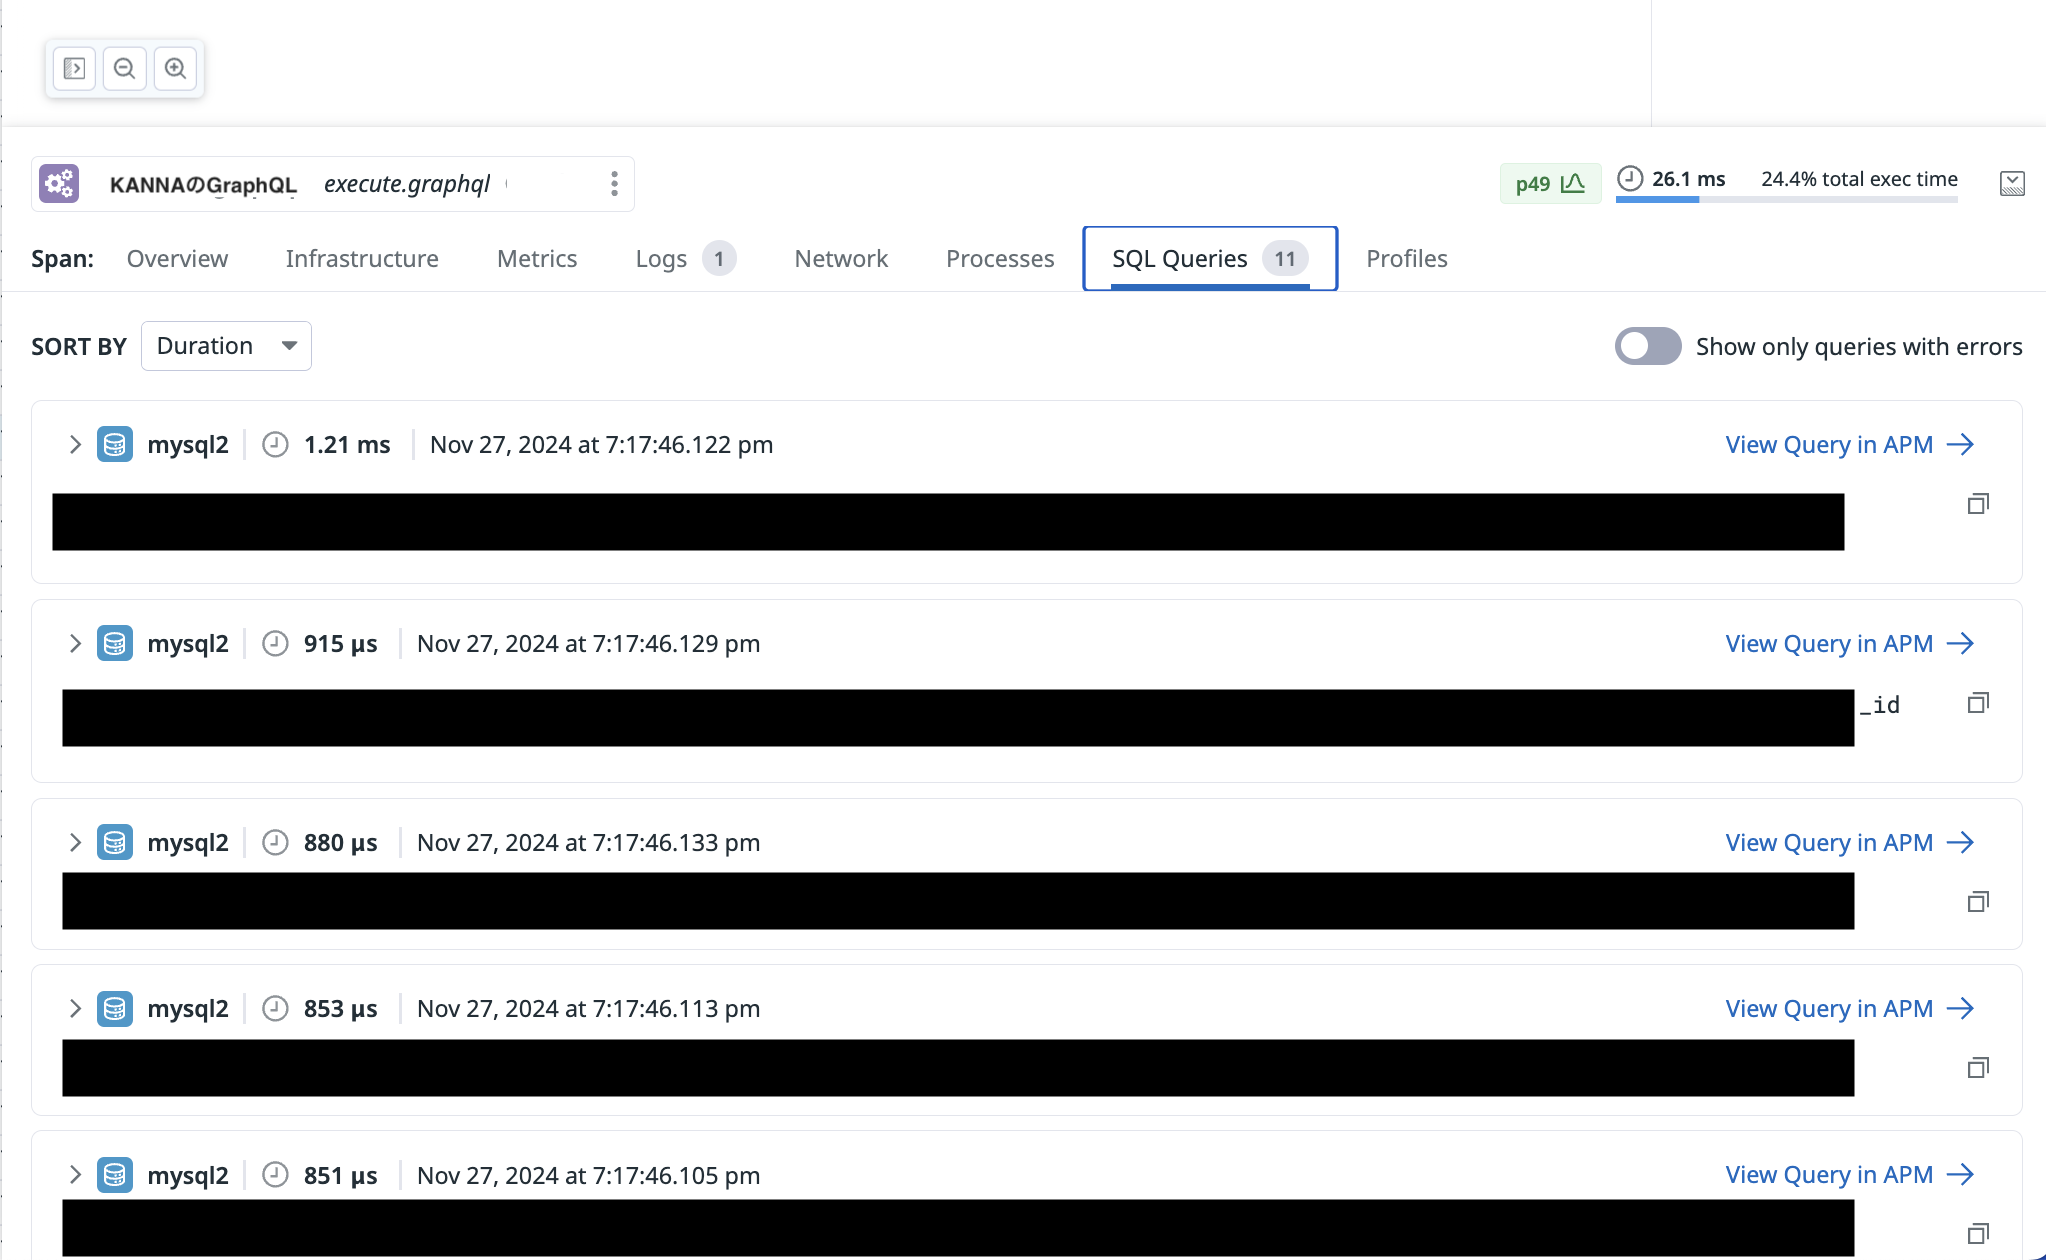 KANNAのGraphQL execute.graphql
p49 26.1 ms 24.4% total exec time
Span: Overview Infrastructure Metrics Logs 1 Network Processes SQL Queries 11 Profiles
SORT BY Duration Show only queries with errors
mysql2 1.21 ms Nov 27, 2024 at 7:17:46.122 pm View Query in APM
mysql2 915 µs Nov 27, 2024 at 7:17:46.129 pm View Query in APM
_id
mysql2 880 µs Nov 27, 2024 at 7:17:46.133 pm View Query in APM
mysql2 853 µs Nov 27, 2024 at 7:17:46.113 pm View Query in APM
mysql2 851 µs Nov 27, 2024 at 7:17:46.105 pm View Query in APM